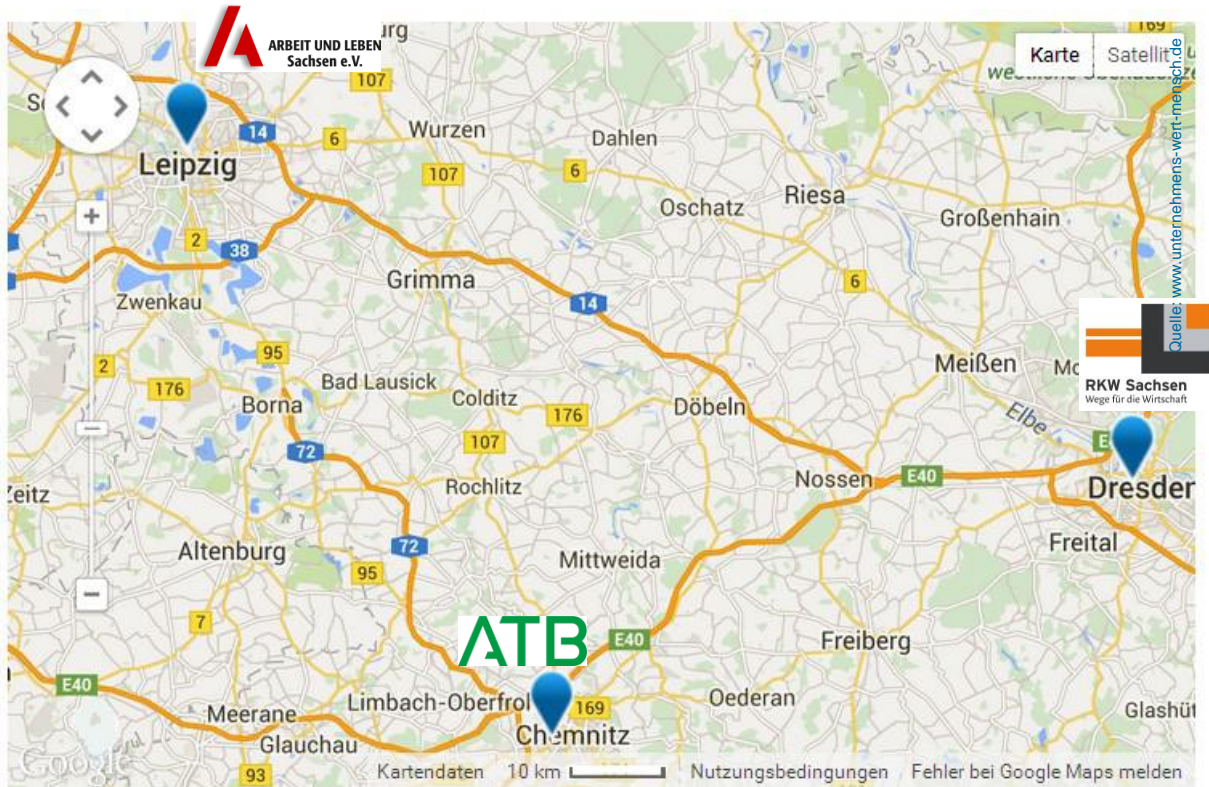 ARBEIT UND LEBEN
Sachsen e.V.
urg
169
Karte
Satellit
Quelle: www.unternehmens-wert-mensch.de
107
14
6
Wurzen
Dahlen
Leipzig
107
6
Riesa
Oschatz
Großenhain
2
38
Grimma
6
Zwenkau
14
95
2
Meißen
176
Bad Lausick
Colditz
RKW Sachsen
Wege für die Wirtschaft
Borna
176
Döbeln
Elbe
107
72
E40
Nossen
Rochlitz
Dresden
Zeitz
72
Altenburg
Mittweida
Freital
95
7
ATB
E40
Freiberg
E40
Limbach-Oberfro
169
Oederan
Meerane
Glashüt
Glauchau
Chemnitz
Google
93
Kartendaten
10 km
Nutzungsbedingungen
Fehler bei Google Maps melden